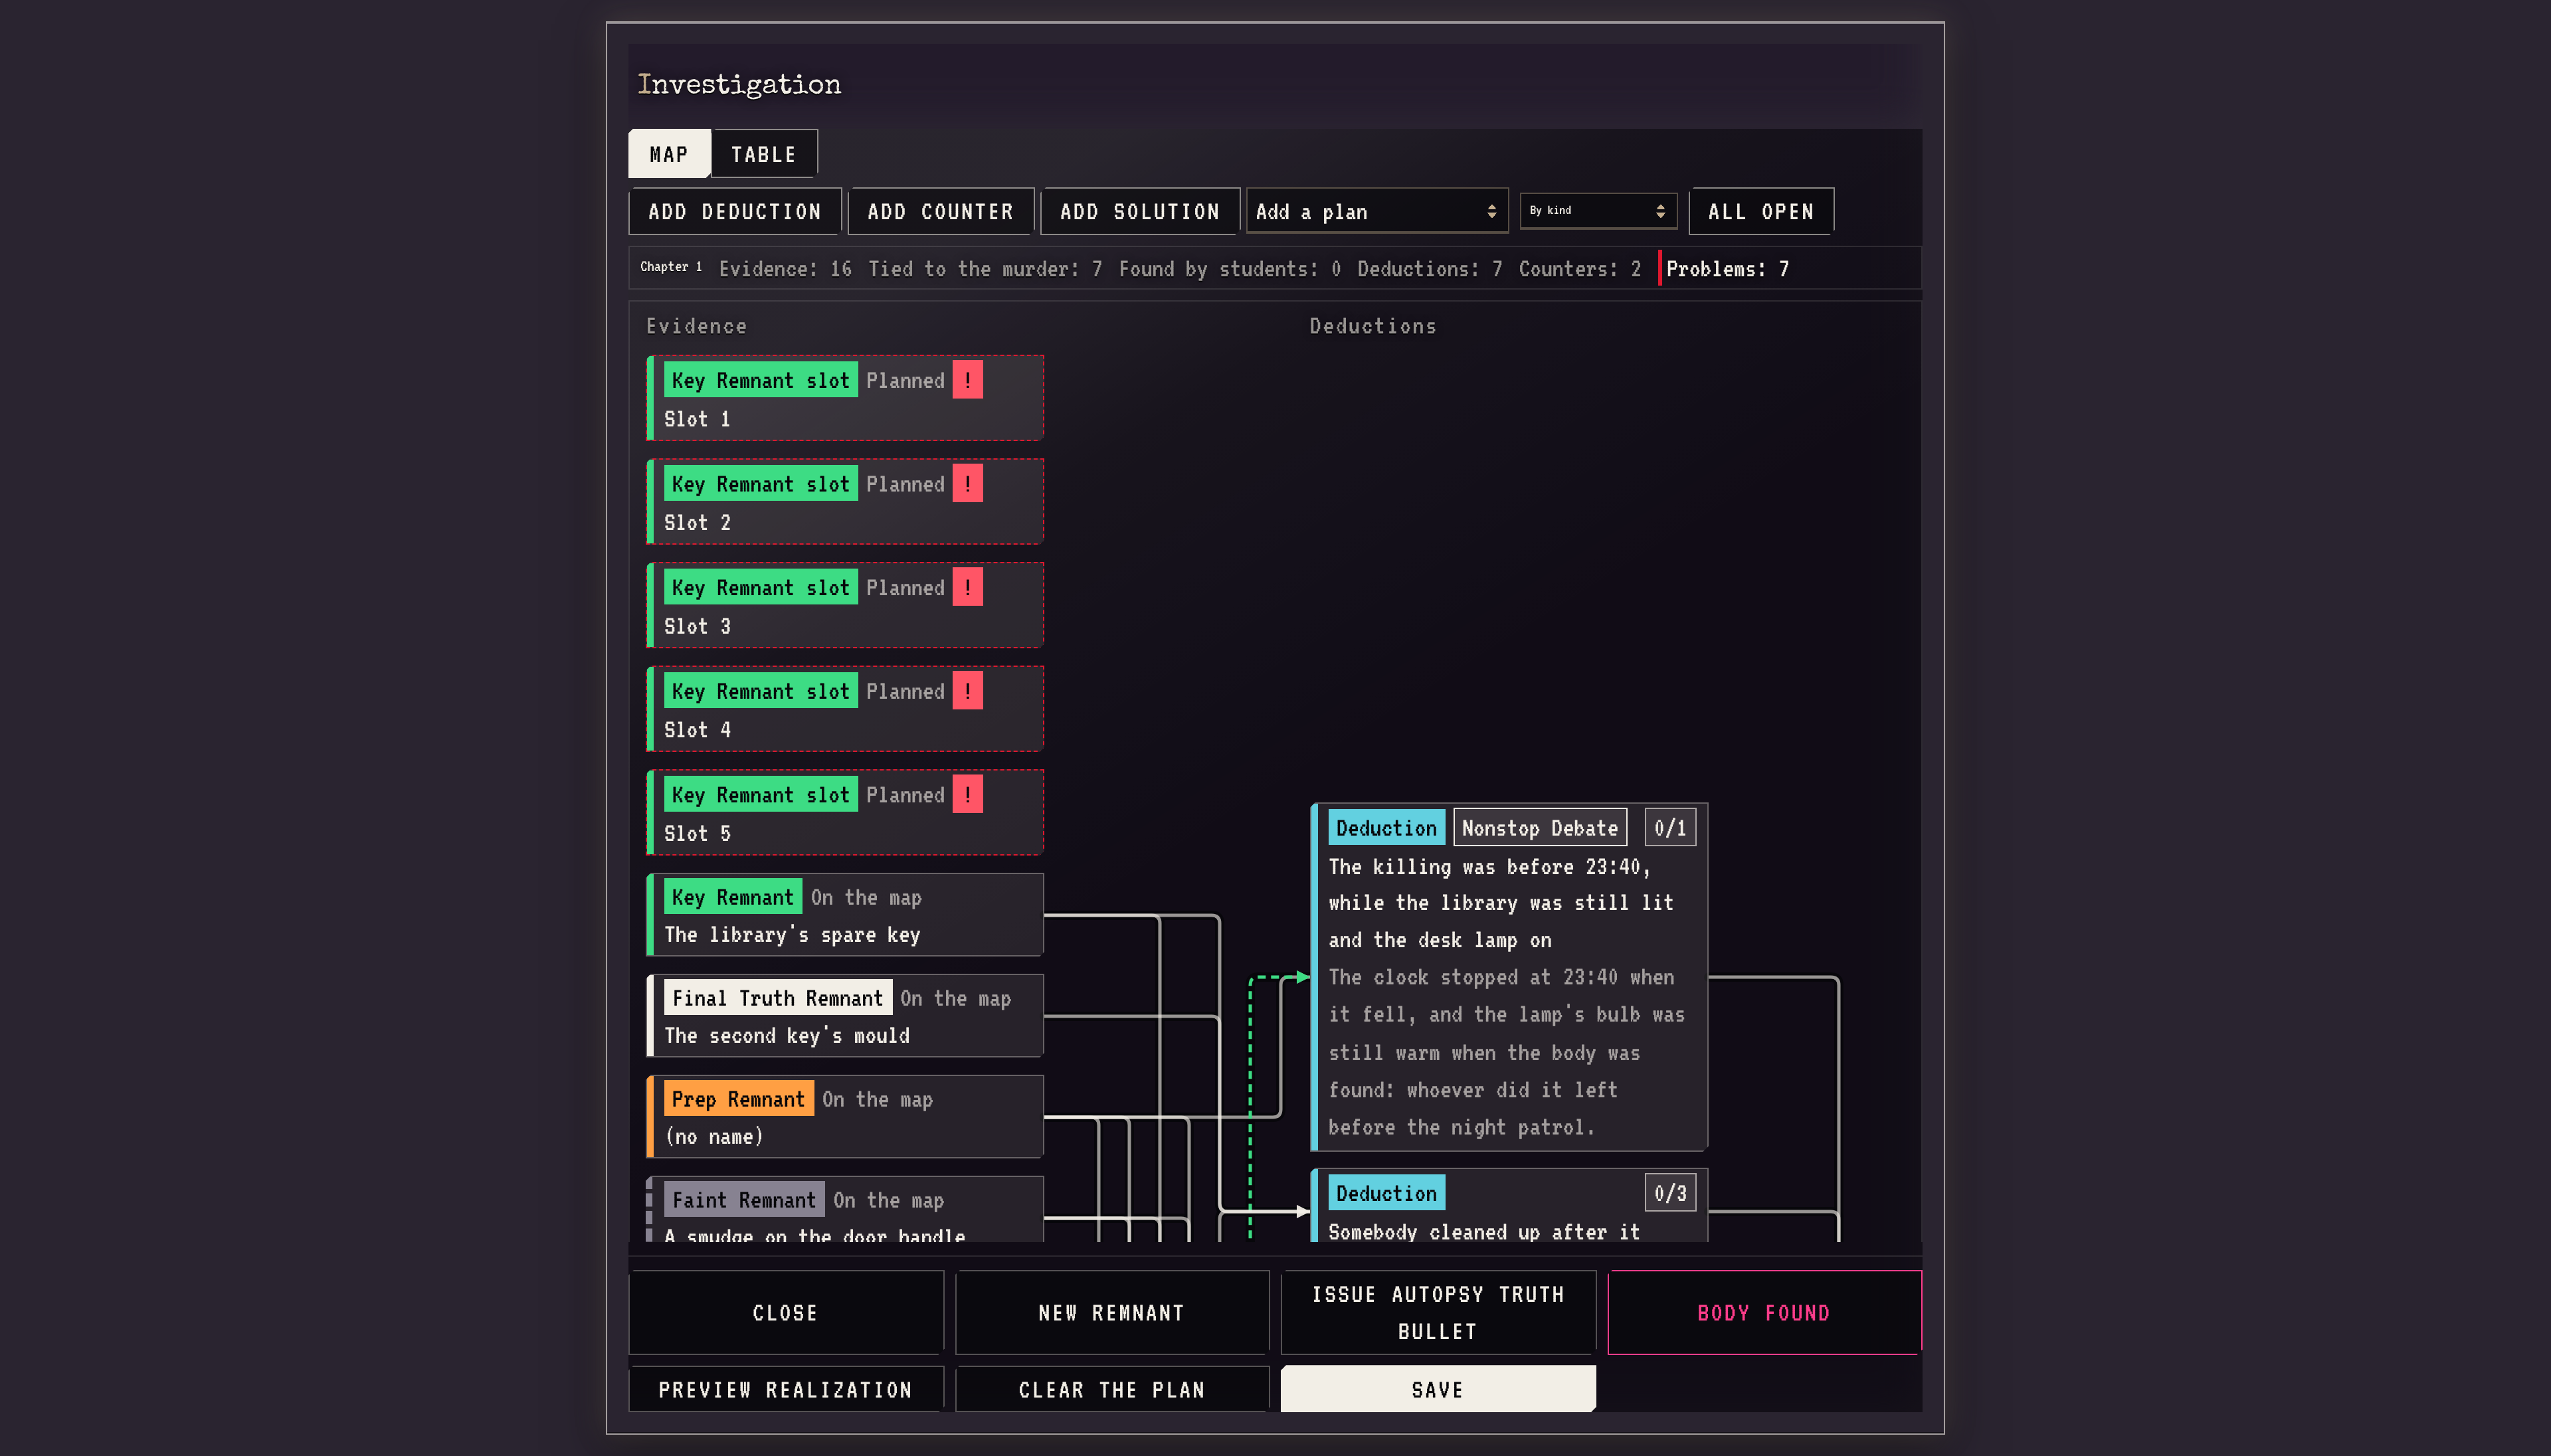 Investigation
MAP
TABLE
ADD DEDUCTION
ADD COUNTER
ADD SOLUTION
Add a plan
By kind
ALL OPEN
Chapter 1
Evidence: 16
Tied to the murder: 7
Found by students: 0
Deductions: 7
Counters: 2
Problems: 7
Evidence
Key Remnant slot Planned !
Slot 1
Key Remnant slot Planned !
Slot 2
Key Remnant slot Planned !
Slot 3
Key Remnant slot Planned !
Slot 4
Key Remnant slot Planned !
Slot 5
Key Remnant On the map
The library's spare key
Final Truth Remnant On the map
The second key's mould
Prep Remnant On the map
(no name)
Faint Remnant On the map
A smudge on the door handle
Deductions
Deduction Nonstop Debate 0/1
The killing was before 23:40,
while the library was still lit
and the desk lamp on
The clock stopped at 23:40 when
it fell, and the lamp's bulb was
still warm when the body was
found: whoever did it left
before the night patrol.
Deduction 0/3
Somebody cleaned up after it
CLOSE
NEW REMNANT
ISSUE AUTOPSY TRUTH
BULLET
BODY FOUND
PREVIEW REALIZATION
CLEAR THE PLAN
SAVE